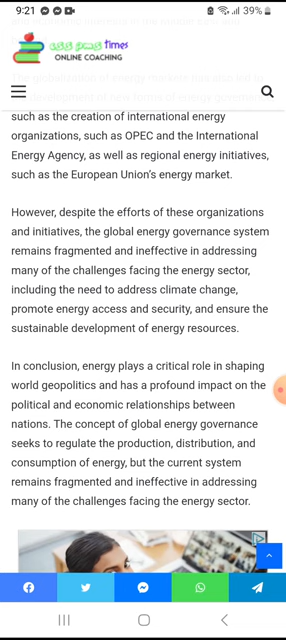 9:21
39%
times
ONLINE COACHING
such as the creation of international energy
organizations, such as OPEC and the International
Energy Agency, as well as regional energy initiatives,
such as the European Union's energy market.
However, despite the efforts of these organizations
and initiatives, the global energy governance system
remains fragmented and ineffective in addressing
many of the challenges facing the energy sector,
including the need to address climate change,
promote energy access and security, and ensure the
sustainable development of energy resources.
In conclusion, energy plays a critical role in shaping
world geopolitics and has a profound impact on the
political and economic relationships between
nations. The concept of global energy governance
seeks to regulate the production, distribution, and
consumption of energy, but the current system
remains fragmented and ineffective in addressing
many of the challenges facing the energy sector.